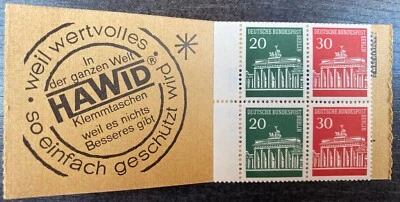 weil wertvolles
In
der ganzen Welt
HAWID®
Klemmtaschen
weil es nichts
Besseres gibt
so einfach geschützt wird
DEUTSCHE BUNDESPOST
BERLIN
20
DEUTSCHE BUNDESPOST
BERLIN
30
DEUTSCHE BUNDESPOST
BERLIN
20
DEUTSCHE BUNDESPOST
BERLIN
30